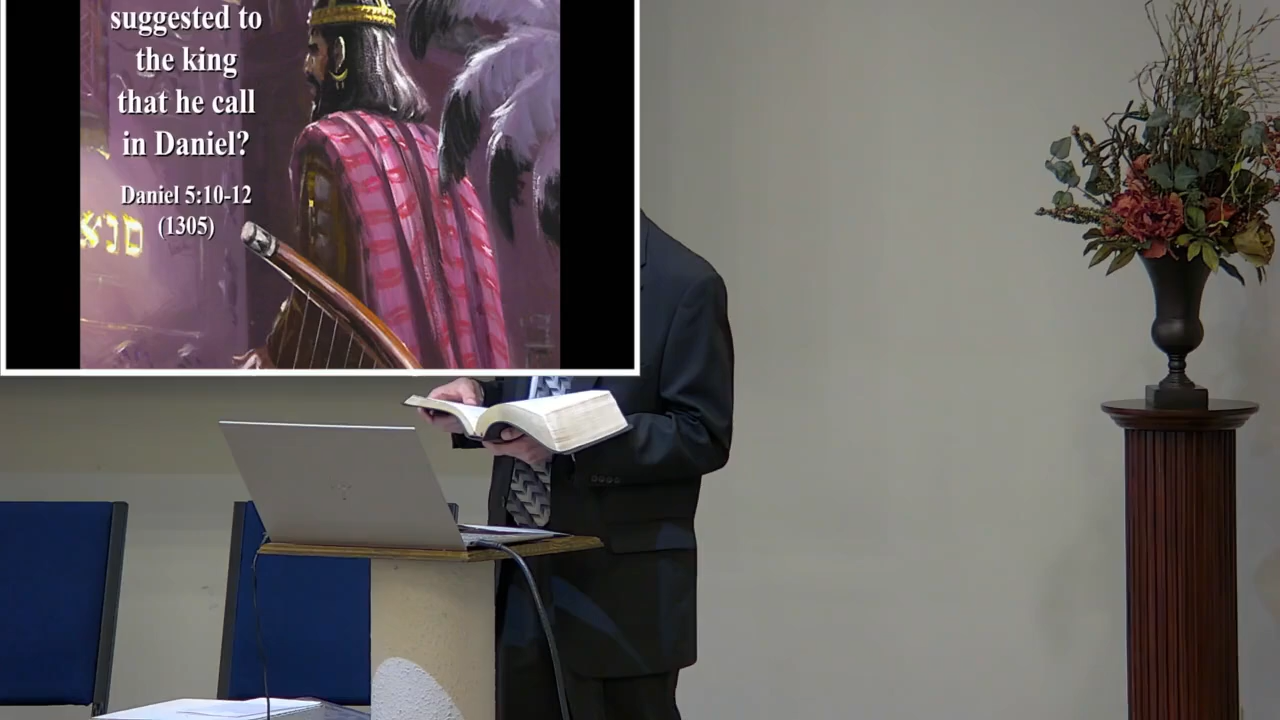 suggested to
the king
that he call
in Daniel?
Daniel 5:10-12
(1305)